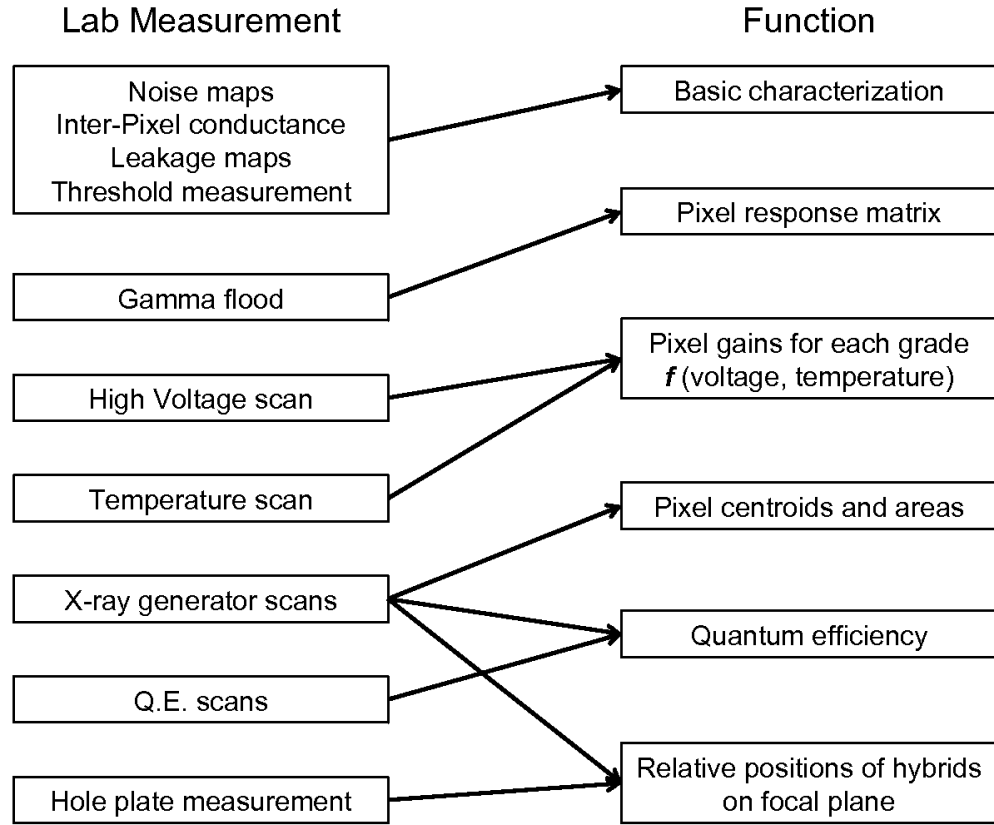 Lab Measurement
Function
Noise maps
Inter-Pixel conductance
Leakage maps
Threshold measurement
Basic characterization
Pixel response matrix
Gamma flood
Pixel gains for each grade
f (voltage, temperature)
High Voltage scan
Temperature scan
Pixel centroids and areas
X-ray generator scans
Quantum efficiency
Q.E. scans
Relative positions of hybrids
on focal plane
Hole plate measurement